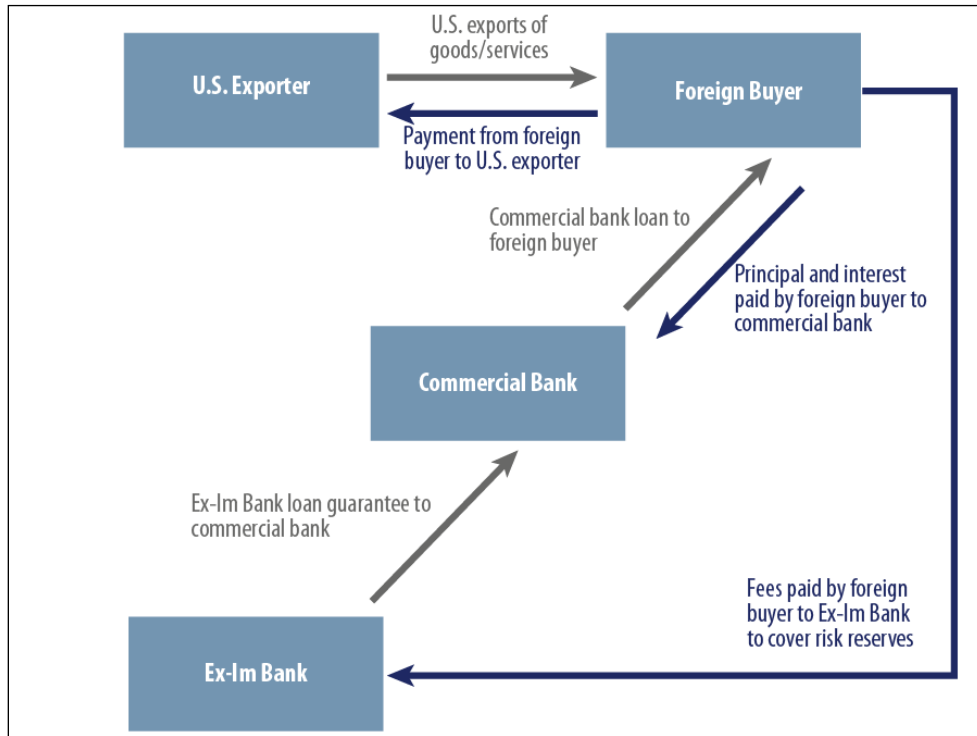 U.S. exports of
goods/services
U.S. Exporter
Foreign Buyer
Payment from foreign
buyer to U.S. exporter
Commercial bank loan to
foreign buyer
Principal and interest
paid by foreign buyer to
commercial bank
Commercial Bank
Ex-Im Bank loan guarantee to
commercial bank
Fees paid by foreign
buyer to Ex-Im Bank
to cover risk reserves
Ex-Im Bank